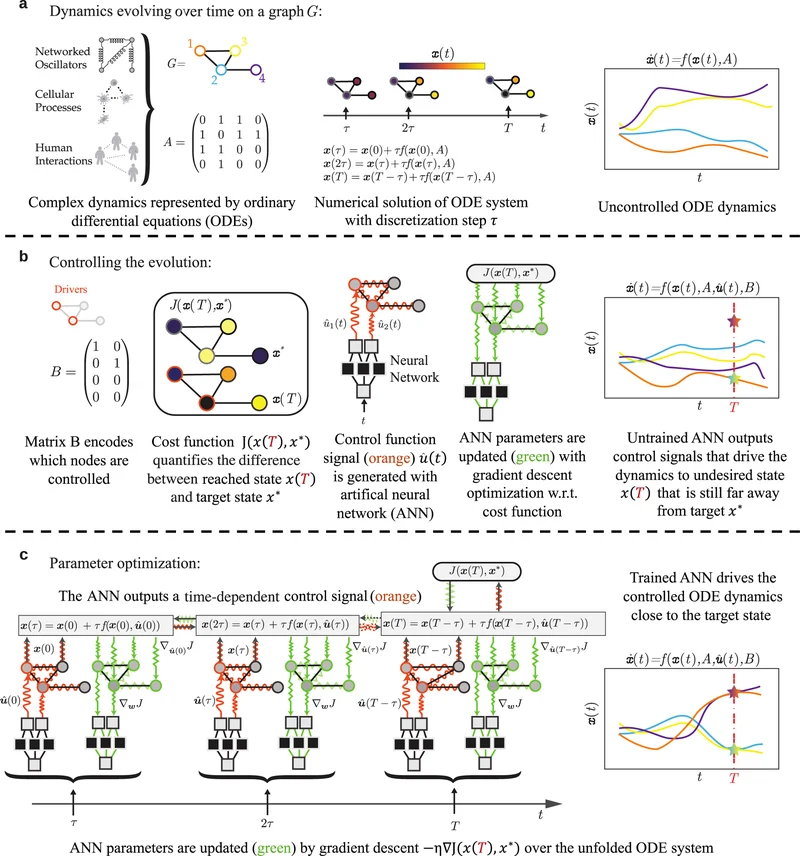 a
Dynamics evolving over time on a graph G:
Networked
Oscillators
Cellular
Processes
Human
Interactions
G=
1
3
2
4
A =
0 1 1 0
1 0 1 1
1 1 0 0
0 1 0 0
Complex dynamics represented by ordinary
differential equations (ODEs)
x(t)
τ
2τ
T
t
x(τ) = x(0)+τf(x(0), A)
x(2τ) = x(τ)+τf(x(τ), A)
x(T) = x(T−τ)+τf(x(T−τ), A)
Numerical solution of ODE system
with discretization step τ
ẋ(t)=f(x(t),A)
x(t)
t
Uncontrolled ODE dynamics
b
Controlling the evolution:
Drivers
B =
1 0
0 1
0 0
0 0
Matrix B encodes
which nodes are
controlled
J(x(T),x*)
x*
x(T)
Cost function J(x(T), x*)
quantifies the difference
between reached state x(T)
and target state x*
û₁(t)
û₂(t)
Neural
Network
t
Control function
signal (orange) û(t)
is generated with
artifical neural
network (ANN)
J(x(T), x*)
ANN parameters are
updated (green) with
gradient descent
optimization w.r.t.
cost function
ẋ(t)=f(x(t),A,û(t),B)
x(t)
t
T
Untrained ANN outputs
control signals that drive the
dynamics to undesired state
x(T) that is still far away
from target x*
c
Parameter optimization:
The ANN outputs a time-dependent control signal (orange)
J(x(T), x*)
x(τ) = x(0) + τf(x(0), û(0))
x(2τ) = x(τ) + τf(x(τ), û(τ))
x(T) = x(T−τ) + τf(x(T−τ), û(T−τ))
x(0)
∇û(0)J
x(τ)
∇û(τ)J
x(T−τ)
∇û(T−τ)J
û(0)
∇wJ
û(τ)
∇wJ
û(T−τ)
∇wJ
τ
2τ
T
t
Trained ANN drives the
controlled ODE dynamics
close to the target state
ẋ(t)=f(x(t),A,û(t),B)
x(t)
t
T
ANN parameters are updated (green) by gradient descent −η∇J(x(T), x*) over the unfolded ODE system